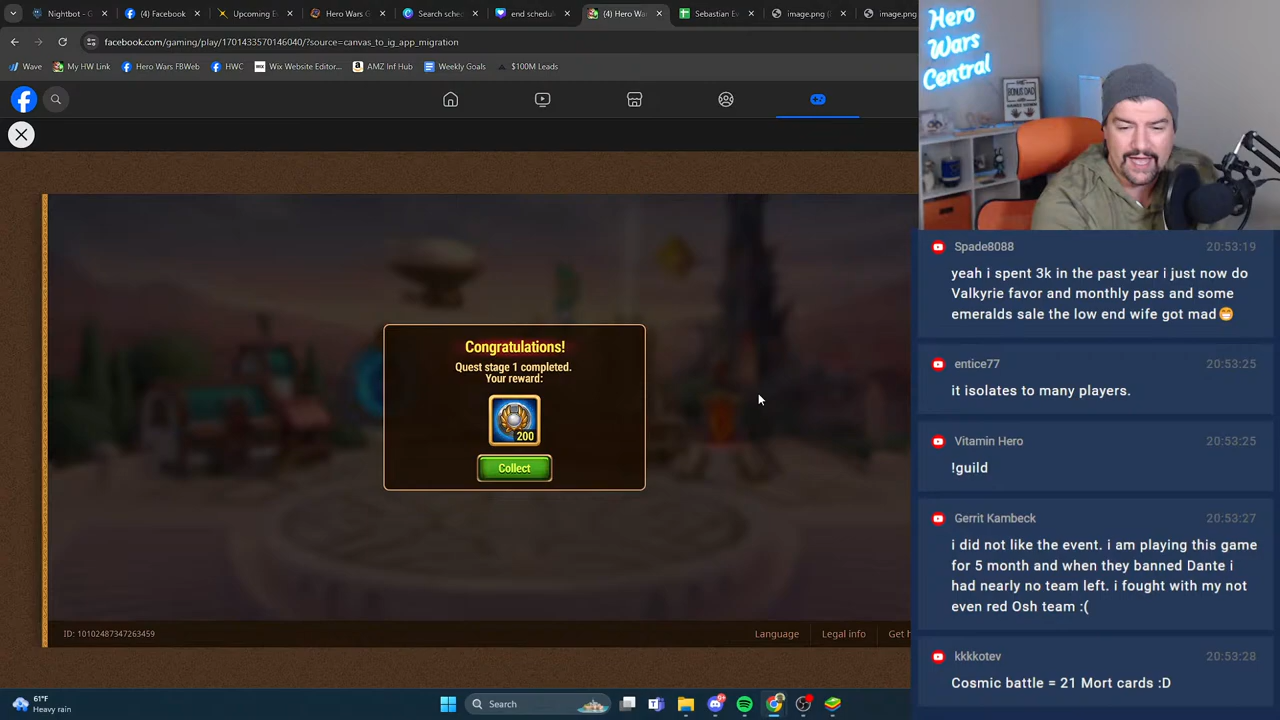 Nightbot - C
(4) Facebook
Upcoming E
Hero Wars G
Search sched
end schedul
(4) Hero Wa
Sebastian Ex
image.png (
image.png
facebook.com/gaming/play/1701433570146040/?source=canvas_to_ig_app_migration
Wave
My HW Link
Hero Wars FBWeb
HWC
Wix Website Editor...
AMZ Inf Hub
Weekly Goals
$100M Leads
Hero
Wars
Central
BONUS DAD
Congratulations!
Quest stage 1 completed.
Your reward:
200
Collect
ID: 10102487347263459
Language
Legal info
Get h
Spade8088 20:53:19
yeah i spent 3k in the past year i just now do
Valkyrie favor and monthly pass and some
emeralds sale the low end wife got mad😁
entice77 20:53:25
it isolates to many players.
Vitamin Hero 20:53:25
!guild
Gerrit Kambeck 20:53:27
i did not like the event. i am playing this game
for 5 month and when they banned Dante i
had nearly no team left. i fought with my not
even red Osh team :(
kkkkotev 20:53:28
Cosmic battle = 21 Mort cards :D
61°F
Heavy rain
Search